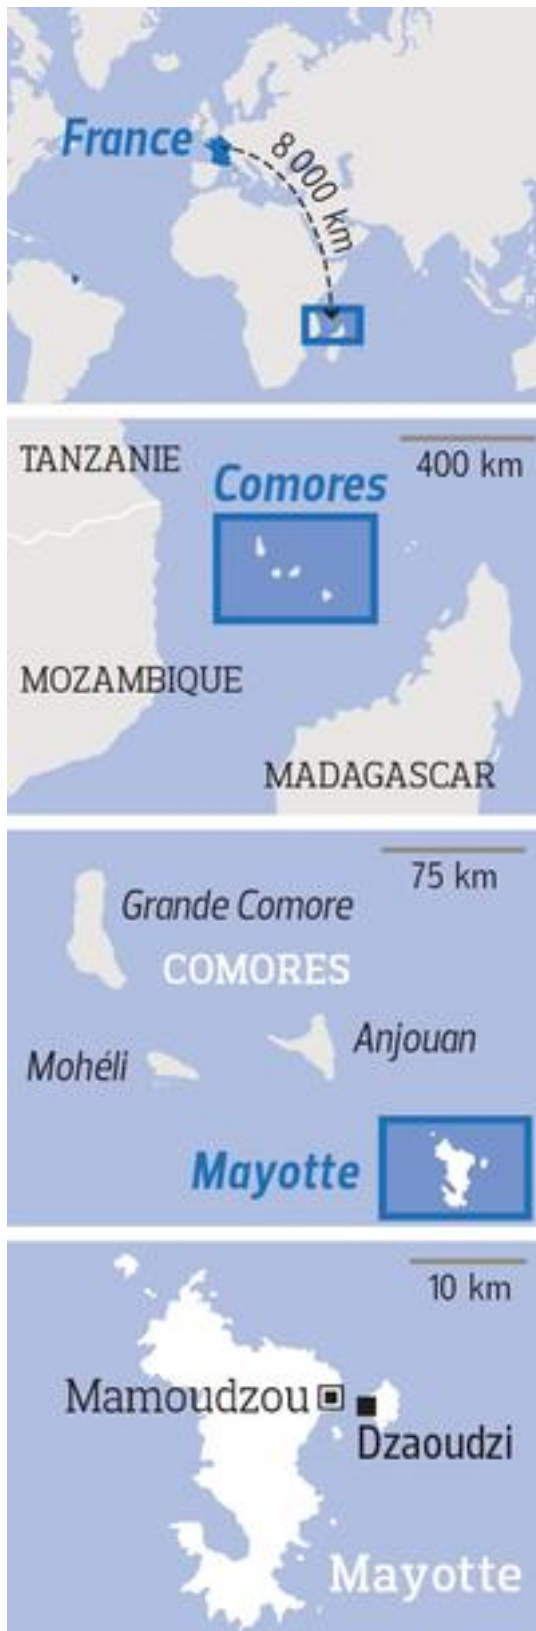 France
8 000 km
TANZANIE
400 km
Comores
MOZAMBIQUE
MADAGASCAR
75 km
Grande Comore
COMORES
Anjouan
Mohéli
Mayotte
10 km
Mamoudzou
Dzaoudzi
Mayotte